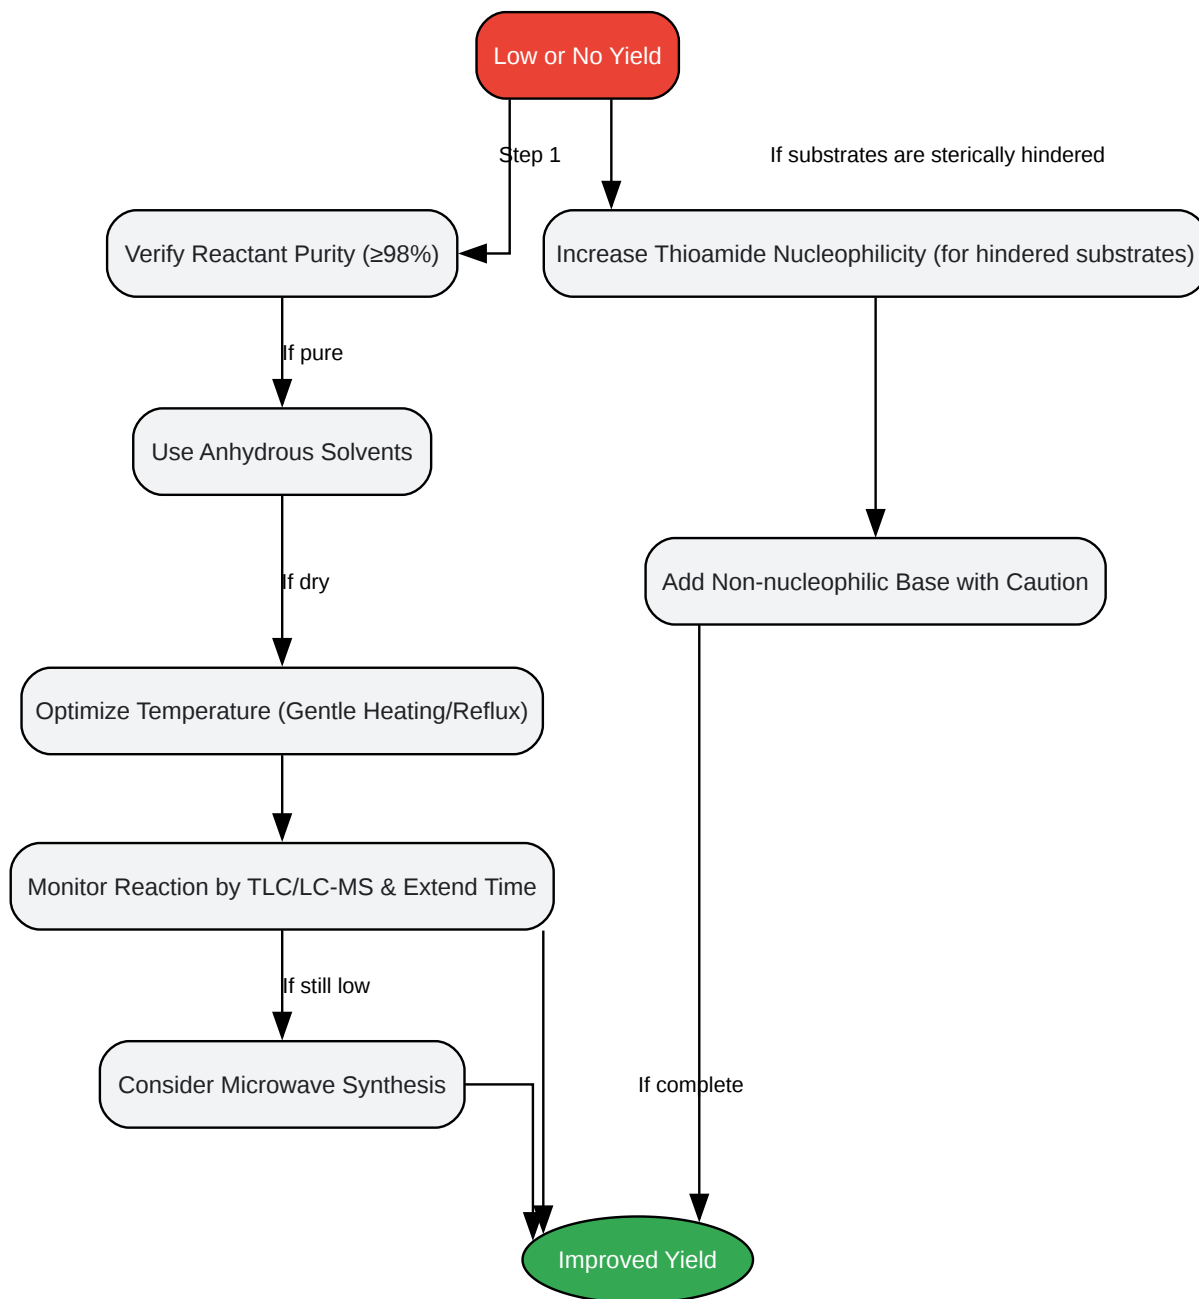 Low or No Yield
Step 1
If substrates are sterically hindered
Verify Reactant Purity (≥98%)
Increase Thioamide Nucleophilicity (for hindered substrates)
If pure
Use Anhydrous Solvents
If dry
Add Non-nucleophilic Base with Caution
Optimize Temperature (Gentle Heating/Reflux)
Monitor Reaction by TLC/LC-MS & Extend Time
If still low
Consider Microwave Synthesis
If complete
Improved Yield